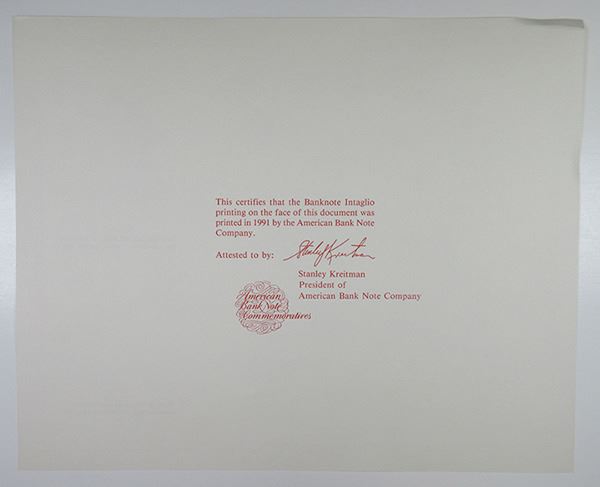 This certifies that the Banknote Intaglio
printing on the face of this document was
printed in 1991 by the American Bank Note
Company.
Attested to by: Stanley Kreitman
Stanley Kreitman
President of
American Bank Note Company
American
Bank Note
Commemoratives